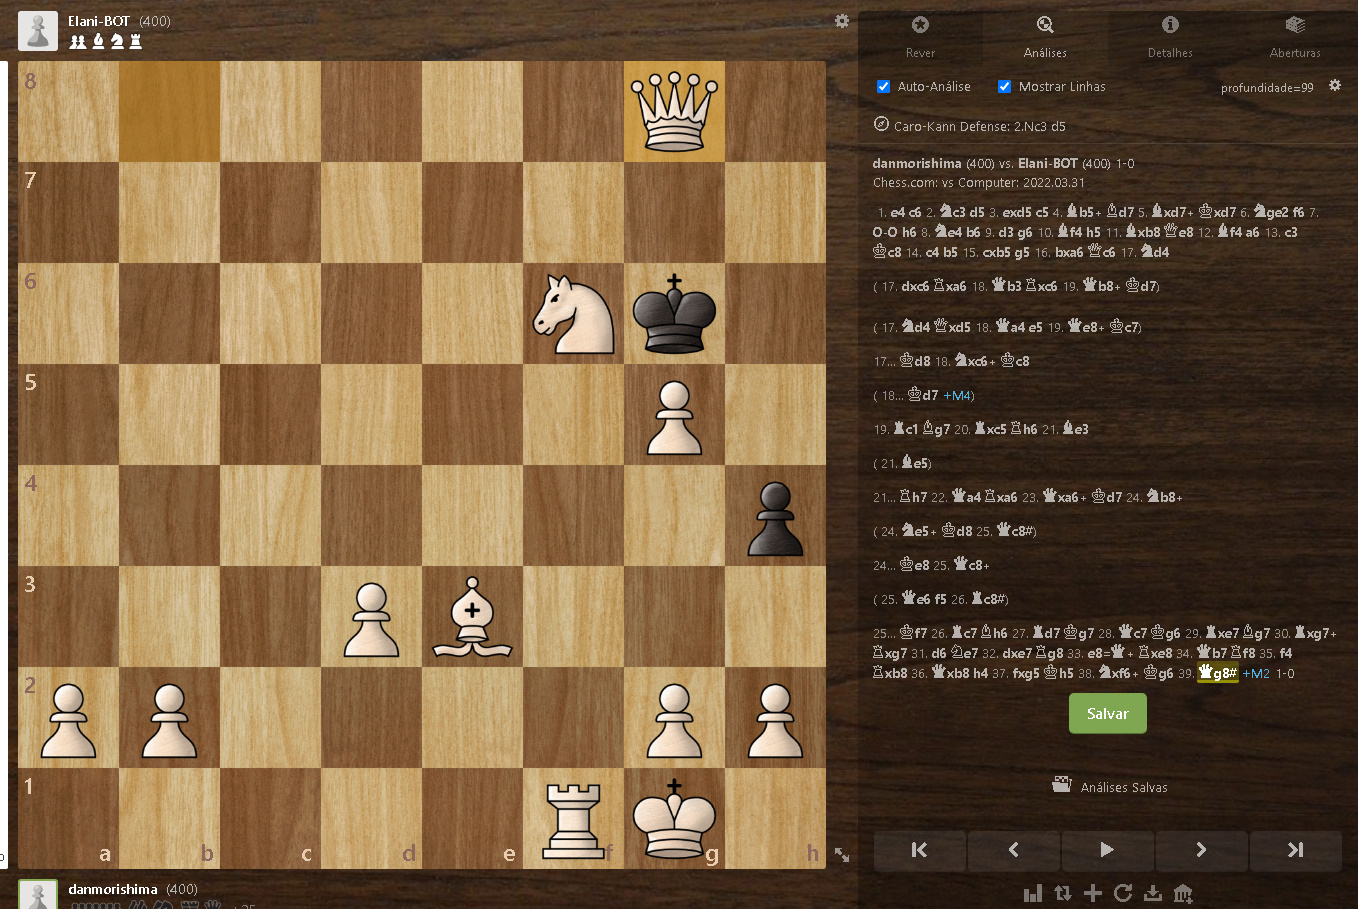 Elani-BOT (400)
Rever
Análises
Detalhes
Aberturas
Auto-Análise
Mostrar Linhas
profundidade=99
Caro-Kann Defense: 2.Nc3 d5
danmorishima (400) vs. Elani-BOT (400) 1-0
Chess.com: vs Computer: 2022.03.31
1. e4 c6 2. ♞c3 d5 3. exd5 c5 4. ♝b5+ ♗d7 5. ♝xd7+ ♔xd7 6. ♞ge2 f6 7.
O-O h6 8. ♞e4 b6 9. d3 g6 10. ♝f4 h5 11. ♝xb8 ♕e8 12. ♝f4 a6 13. c3
♔c8 14. c4 b5 15. cxb5 g5 16. bxa6 ♕c6 17. ♞d4
( 17. dxc6 ♖xa6 18. ♛b3 ♖xc6 19. ♛b8+ ♔d7)
( 17. ♞d4 ♕xd5 18. ♛a4 e5 19. ♛e8+ ♔c7)
17... ♔d8 18. ♞xc6+ ♔c8
( 18... ♔d7 +M4)
19. ♜c1 ♗g7 20. ♜xc5 ♖h6 21. ♝e3
( 21. ♝e5)
21... ♖h7 22. ♛a4 ♖xa6 23. ♛xa6+ ♔d7 24. ♞b8+
( 24. ♞e5+ ♔d8 25. ♛c8#)
24... ♔e8 25. ♛c8+
( 25. ♛e6 f5 26. ♜c8#)
25... ♔f7 26. ♜c7 ♗h6 27. ♜d7 ♔g7 28. ♛c7 ♔g6 29. ♜xe7 ♗g7 30. ♜xg7+
♖xg7 31. d6 ♘e7 32. dxe7 ♖g8 33. e8=♛+ ♖xe8 34. ♛b7 ♖f8 35. f4
♖xb8 36. ♛xb8 h4 37. fxg5 ♔h5 38. ♞xf6+ ♔g6 39. ♛g8# +M2 1-0
Salvar
Análises Salvas
8
7
6
5
4
3
2
1
a b c d e f g h
danmorishima (400)